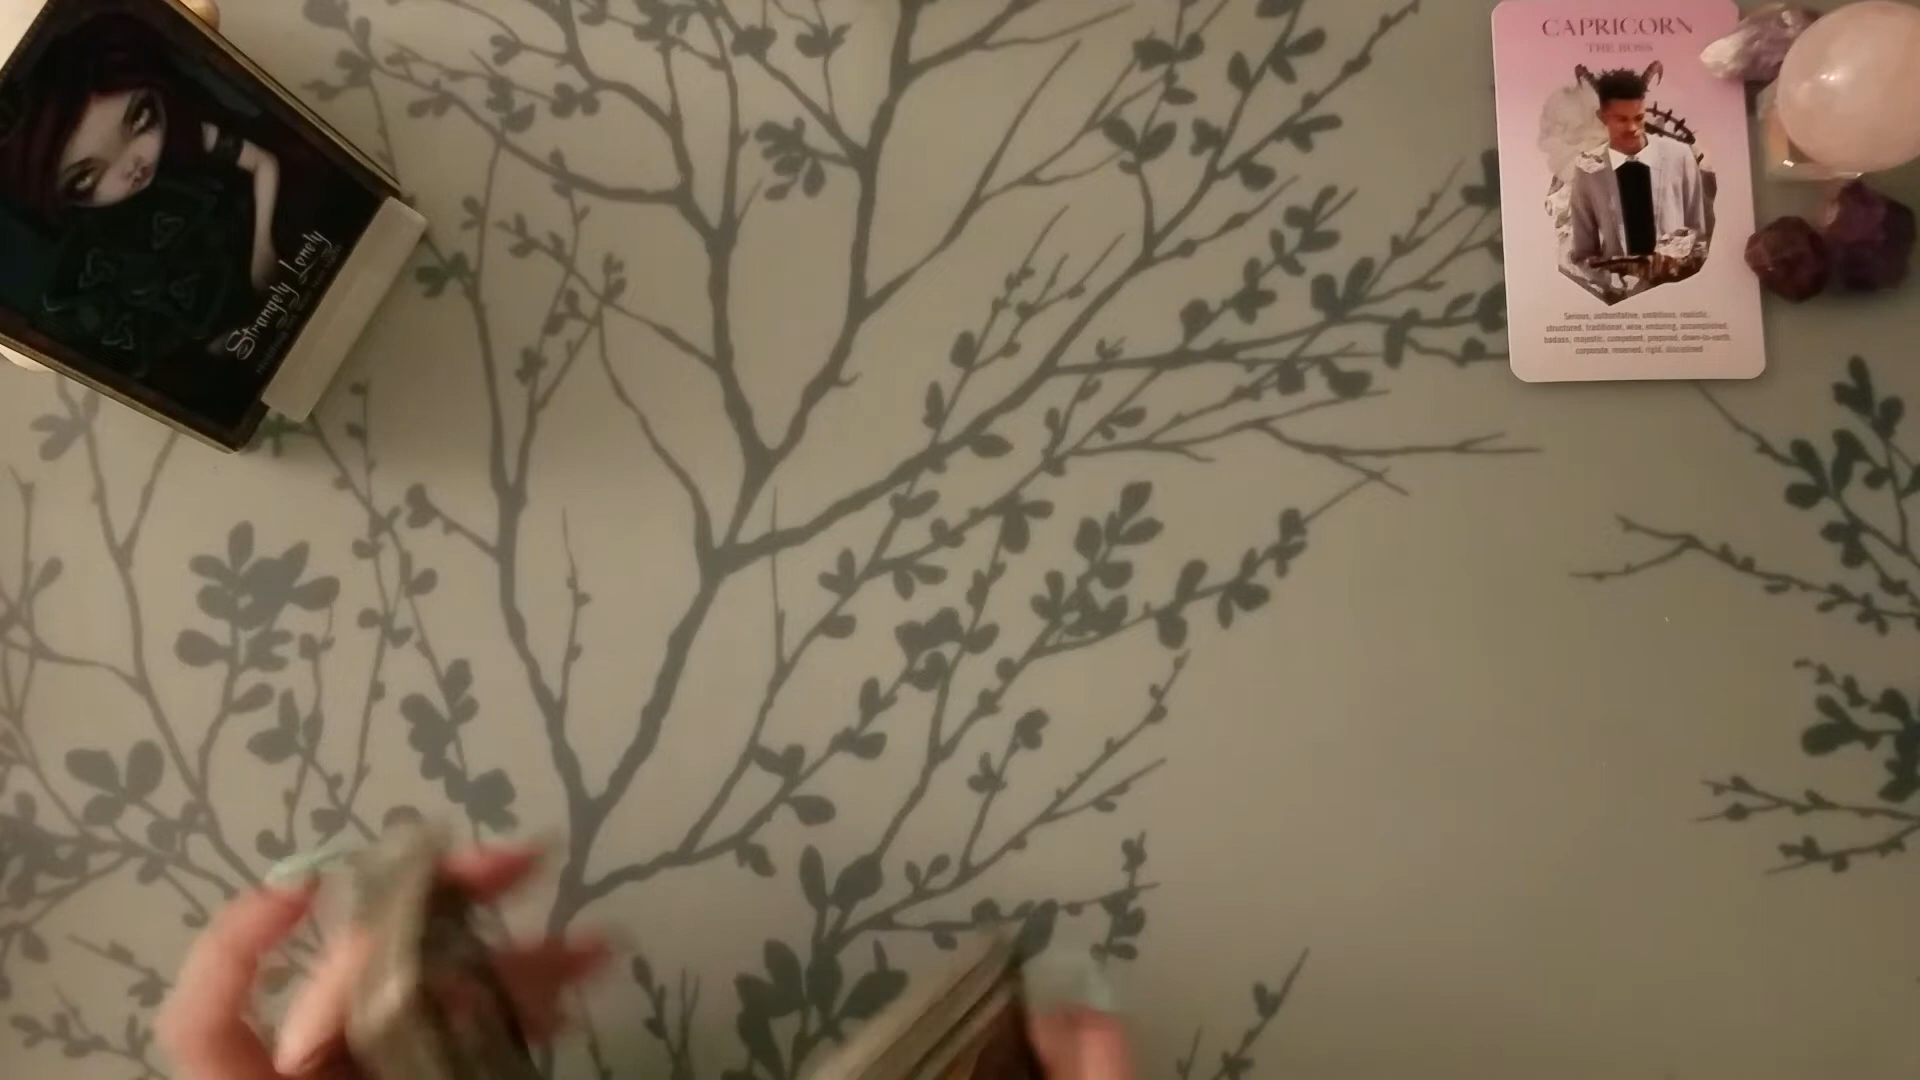 Strangely Lonely
CAPRICORN
THE BOSS
Serious, authoritative, ambitious, realistic,
structured, traditional, wise, enduring, accomplished,
badass, majestic, competent, prepared, down-to-earth,
corporate, reserved, rigid, disciplined